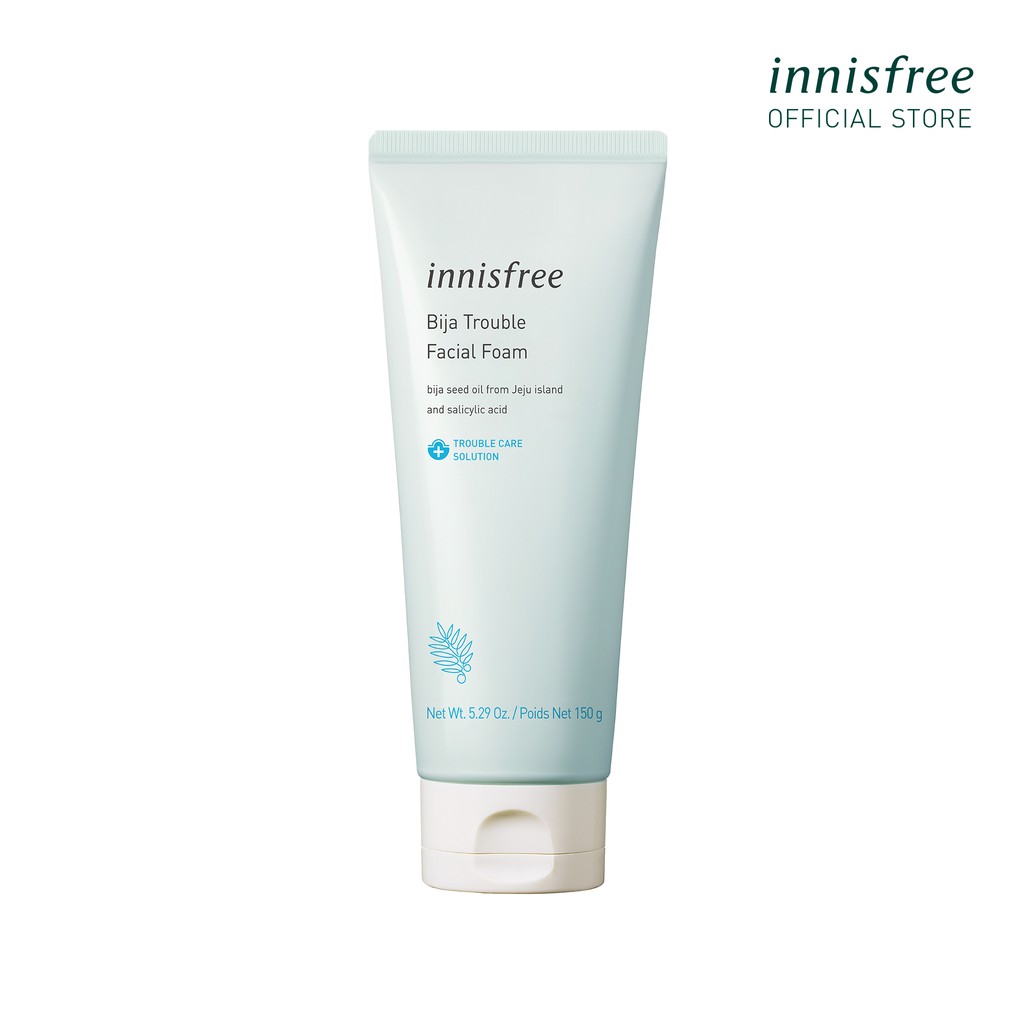 innisfree
OFFICIAL STORE
innisfree
Bija Trouble
Facial Foam
bija seed oil from Jeju island
and salicylic acid
TROUBLE CARE
SOLUTION
Net Wt. 5.29 Oz. / Poids Net 150 g